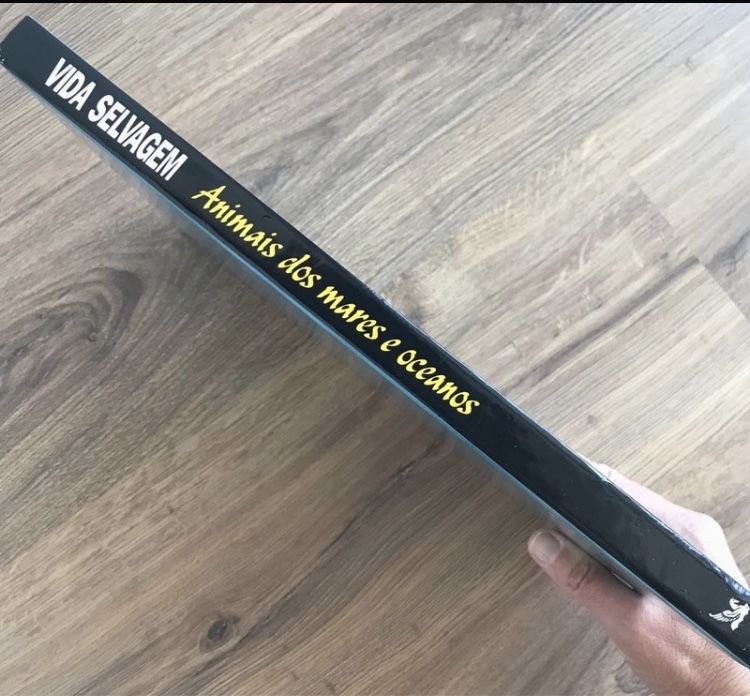 VIDA SELVAGEM
Animais dos mares e oceanos